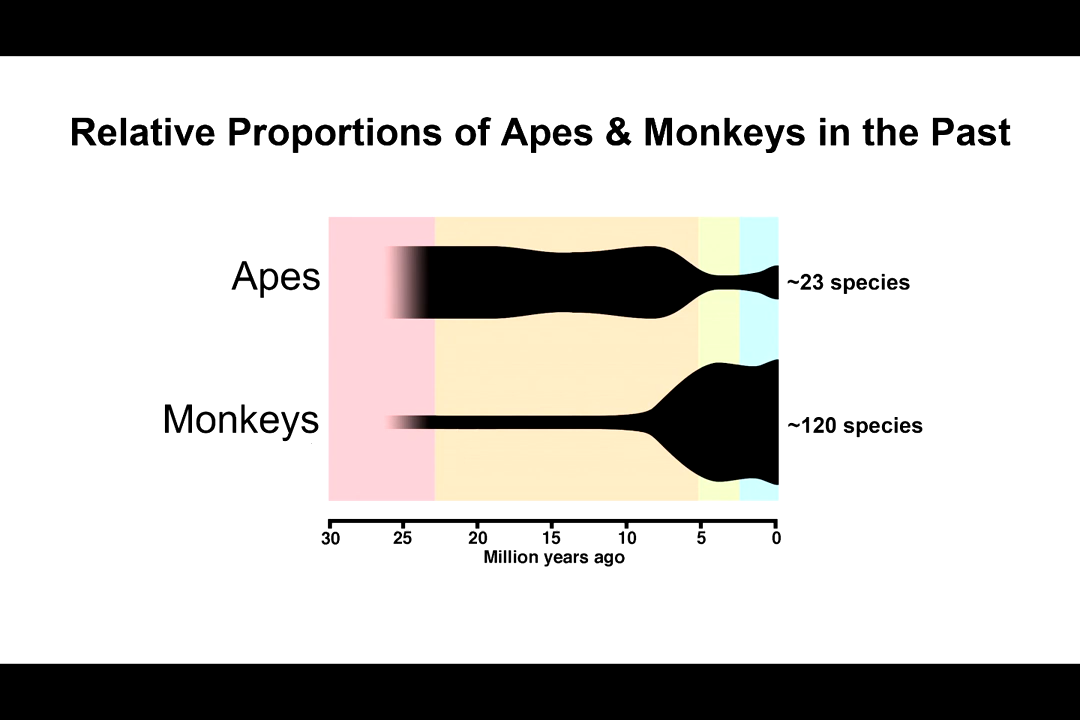 Relative Proportions of Apes & Monkeys in the Past
Apes
~23 species
Monkeys
~120 species
30 25 20 15 10 5 0
Million years ago